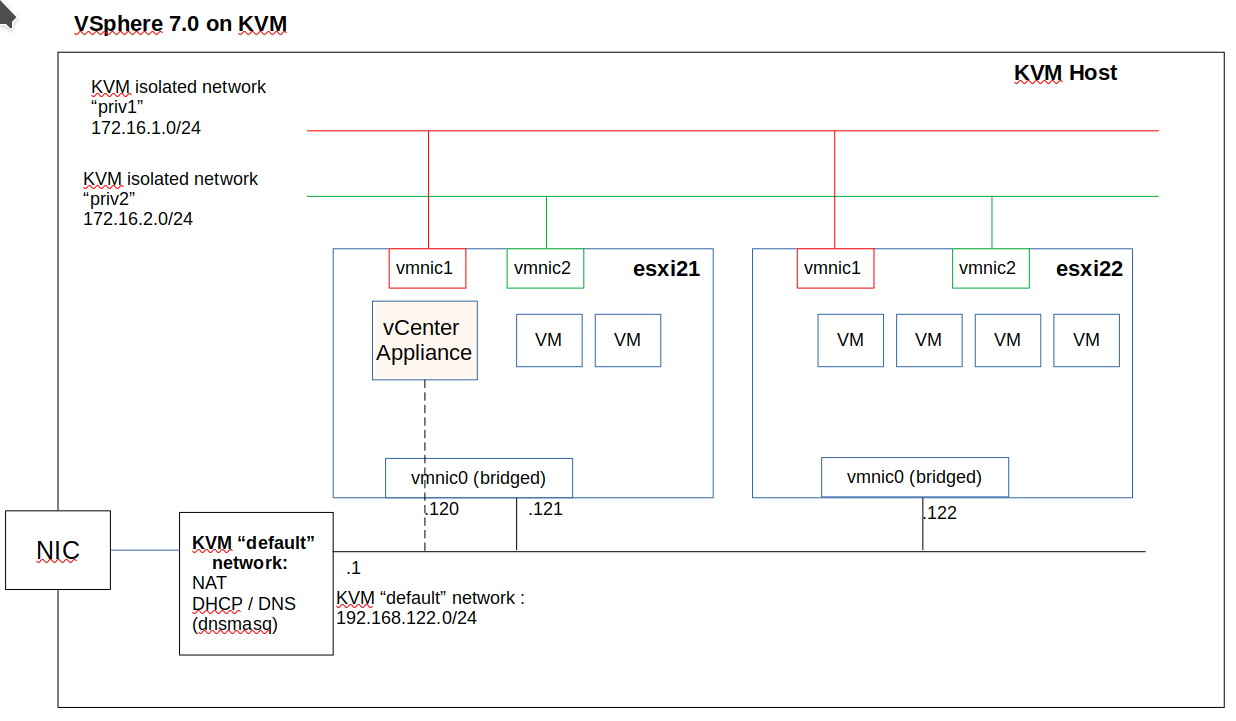 VSphere 7.0 on KVM
KVM Host
KVM isolated network
“priv1”
172.16.1.0/24
KVM isolated network
“priv2”
172.16.2.0/24
vmnic1
vmnic2
esxi21
vmnic1
vmnic2
esxi22
vCenter
Appliance
VM
VM
VM
VM
VM
VM
vmnic0 (bridged)
vmnic0 (bridged)
.120
.121
.122
NIC
KVM “default”
network:
NAT
DHCP / DNS
(dnsmasq)
.1
KVM “default” network :
192.168.122.0/24